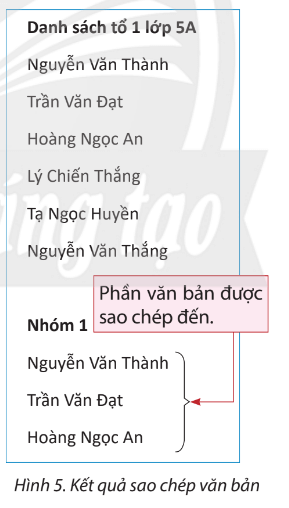 Danh sách tổ 1 lớp 5A
Nguyễn Văn Thành
Trần Văn Đạt
Hoàng Ngọc An
Lý Chiến Thắng
Tạ Ngọc Huyền
Nguyễn Văn Thắng
Phần văn bản được
sao chép đến.
Nhóm 1
Nguyễn Văn Thành
Trần Văn Đạt
Hoàng Ngọc An
Hình 5. Kết quả sao chép văn bản